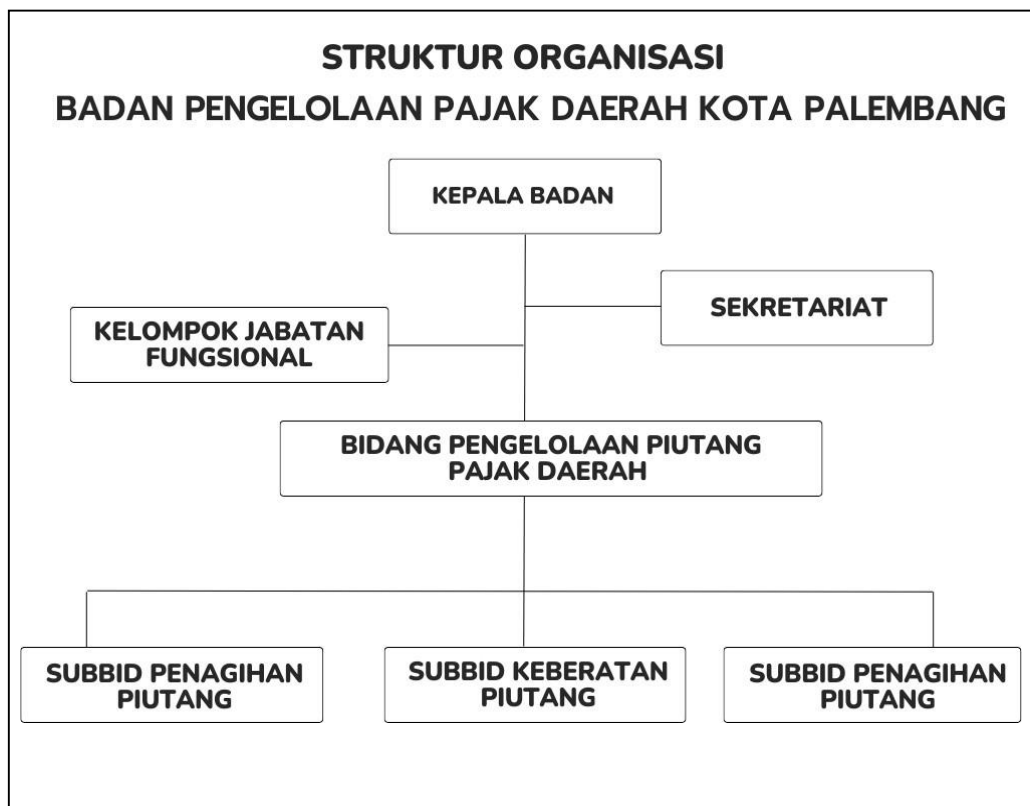 STRUKTUR ORGANISASI
BADAN PENGELOLAAN PAJAK DAERAH KOTA PALEMBANG
KEPALA BADAN
SEKRETARIAT
KELOMPOK JABATAN
FUNGSIONAL
BIDANG PENGELOLAAN PIUTANG
PAJAK DAERAH
SUBBID PENAGIHAN
PIUTANG
SUBBID KEBERATAN
PIUTANG
SUBBID PENAGIHAN
PIUTANG